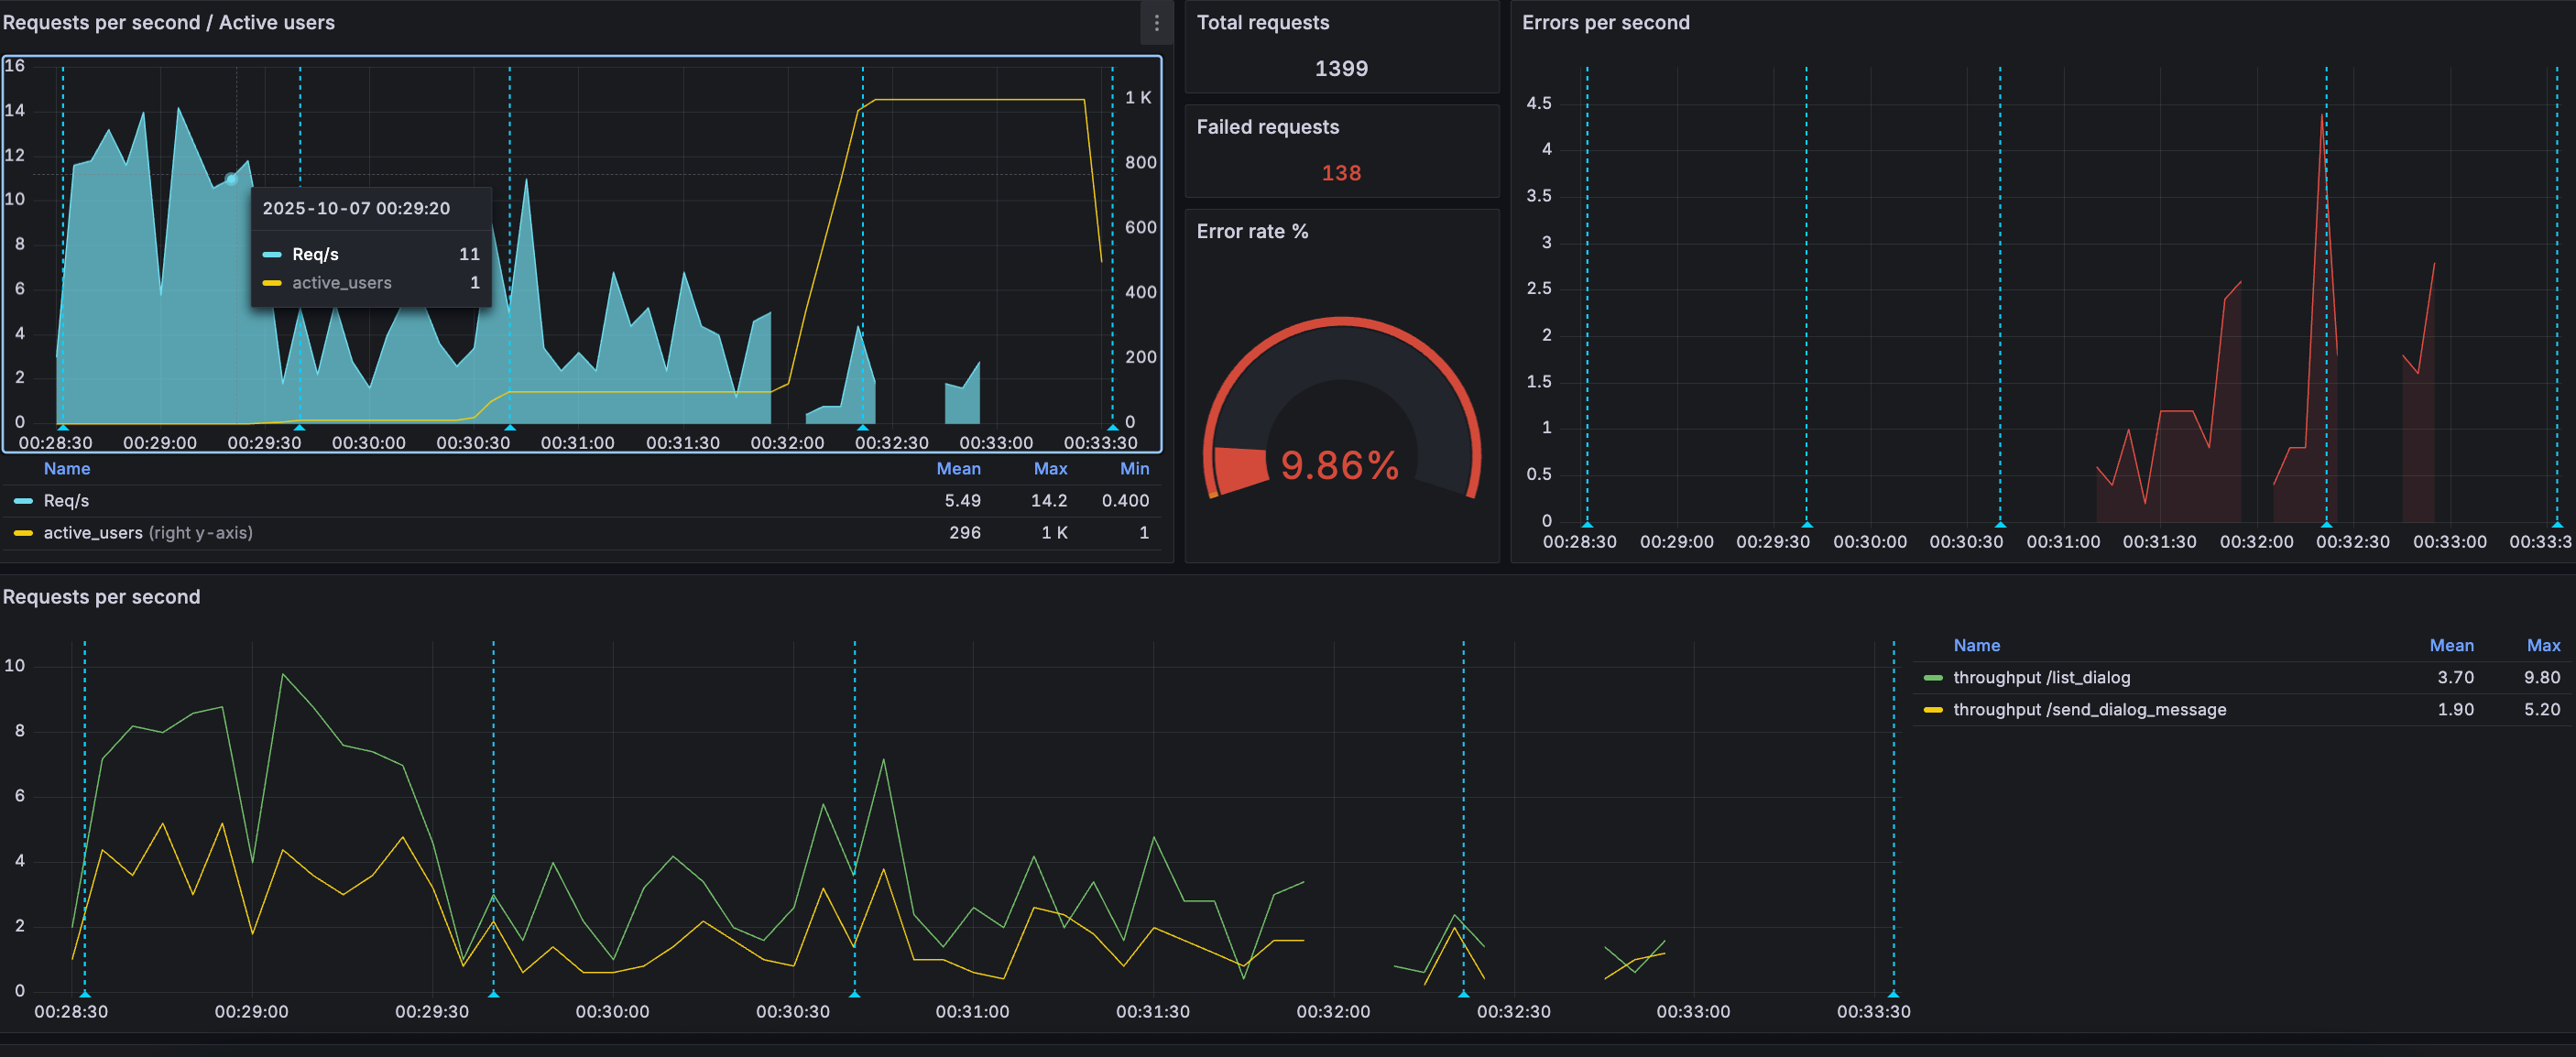 Requests per second / Active users
16
14
12
10
8
6
4
2
0
1 K
800
600
400
200
0
2025-10-07 00:29:20
Req/s 11
active_users 1
00:28:30 00:29:00 00:29:30 00:30:00 00:30:30 00:31:00 00:31:30 00:32:00 00:32:30 00:33:00 00:33:30
Name Mean Max Min
Req/s 5.49 14.2 0.400
active_users (right y-axis) 296 1 K 1
Total requests
1399
Failed requests
138
Error rate %
9.86%
Errors per second
4.5
4
3.5
3
2.5
2
1.5
1
0.5
0
00:28:30 00:29:00 00:29:30 00:30:00 00:30:30 00:31:00 00:31:30 00:32:00 00:32:30 00:33:00 00:33:3
Requests per second
10
8
6
4
2
0
00:28:30 00:29:00 00:29:30 00:30:00 00:30:30 00:31:00 00:31:30 00:32:00 00:32:30 00:33:00 00:33:30
Name Mean Max
throughput /list_dialog 3.70 9.80
throughput /send_dialog_message 1.90 5.20